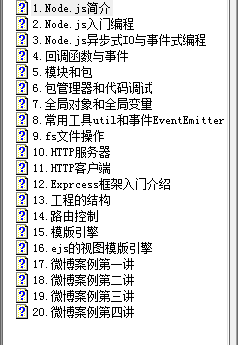 1.Node.js简介
2.Node.js入门编程
3.Node.js异步式IO与事件式编程
4.回调函数与事件
5.模块和包
6.包管理器和代码调试
7.全局对象和全局变量
8.常用工具util和事件EventEmitter
9.fs文件操作
10.HTTP服务器
11.HTTP客户端
12.Exprcess框架入门介绍
13.工程的结构
14.路由控制
15.模版引擎
16.ejs的视图模版引擎
17.微博案例第一讲
18.微博案例第二讲
19.微博案例第三讲
20.微博案例第四讲